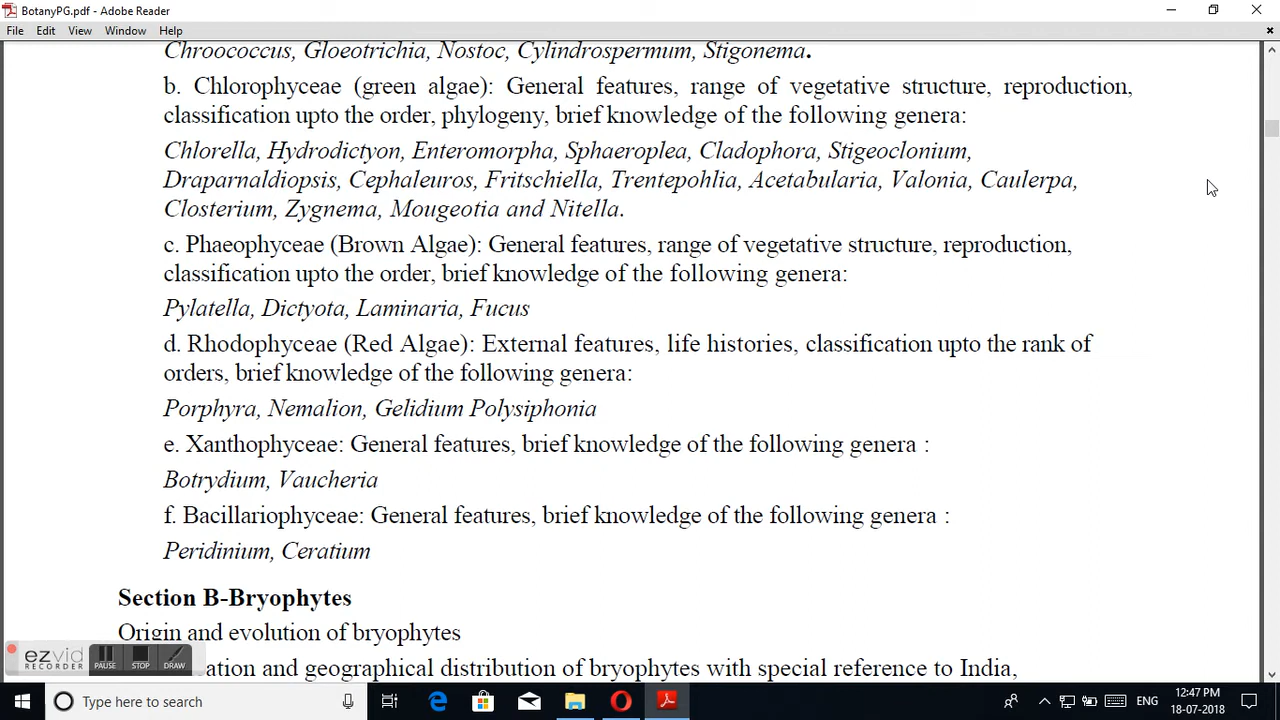 BotanyPG.pdf - Adobe Reader
File Edit View Window Help
Chroococcus, Gloeotrichia, Nostoc, Cylindrospermum, Stigonema.
b. Chlorophyceae (green algae): General features, range of vegetative structure, reproduction,
classification upto the order, phylogeny, brief knowledge of the following genera:
Chlorella, Hydrodictyon, Enteromorpha, Sphaeroplea, Cladophora, Stigeoclonium,
Draparnaldiopsis, Cephaleuros, Fritschiella, Trentepohlia, Acetabularia, Valonia, Caulerpa,
Closterium, Zygnema, Mougeotia and Nitella.
c. Phaeophyceae (Brown Algae): General features, range of vegetative structure, reproduction,
classification upto the order, brief knowledge of the following genera:
Pylatella, Dictyota, Laminaria, Fucus
d. Rhodophyceae (Red Algae): External features, life histories, classification upto the rank of
orders, brief knowledge of the following genera:
Porphyra, Nemalion, Gelidium Polysiphonia
e. Xanthophyceae: General features, brief knowledge of the following genera :
Botrydium, Vaucheria
f. Bacillariophyceae: General features, brief knowledge of the following genera :
Peridinium, Ceratium
Section B-Bryophytes
Origin and evolution of bryophytes
ation and geographical distribution of bryophytes with special reference to India,
ezvid
RECORDER
PAUSE STOP DRAW
Type here to search
ENG
12:47 PM
18-07-2018